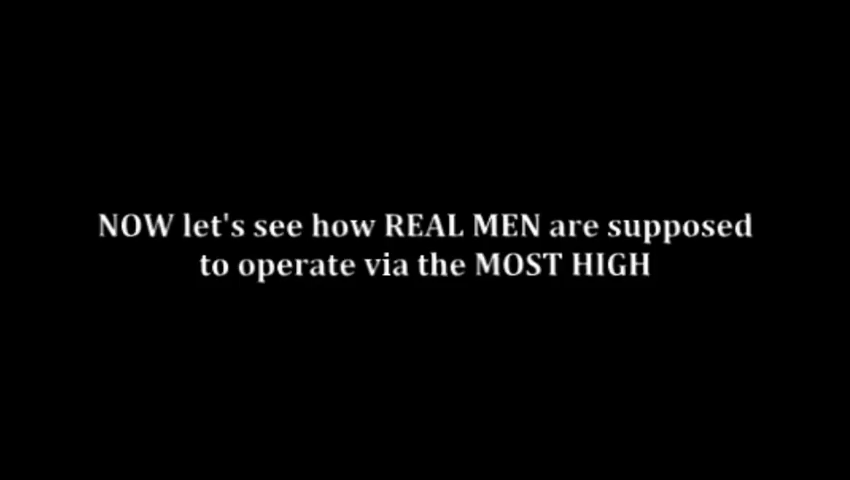 NOW let's see how REAL MEN are supposed
to operate via the MOST HIGH